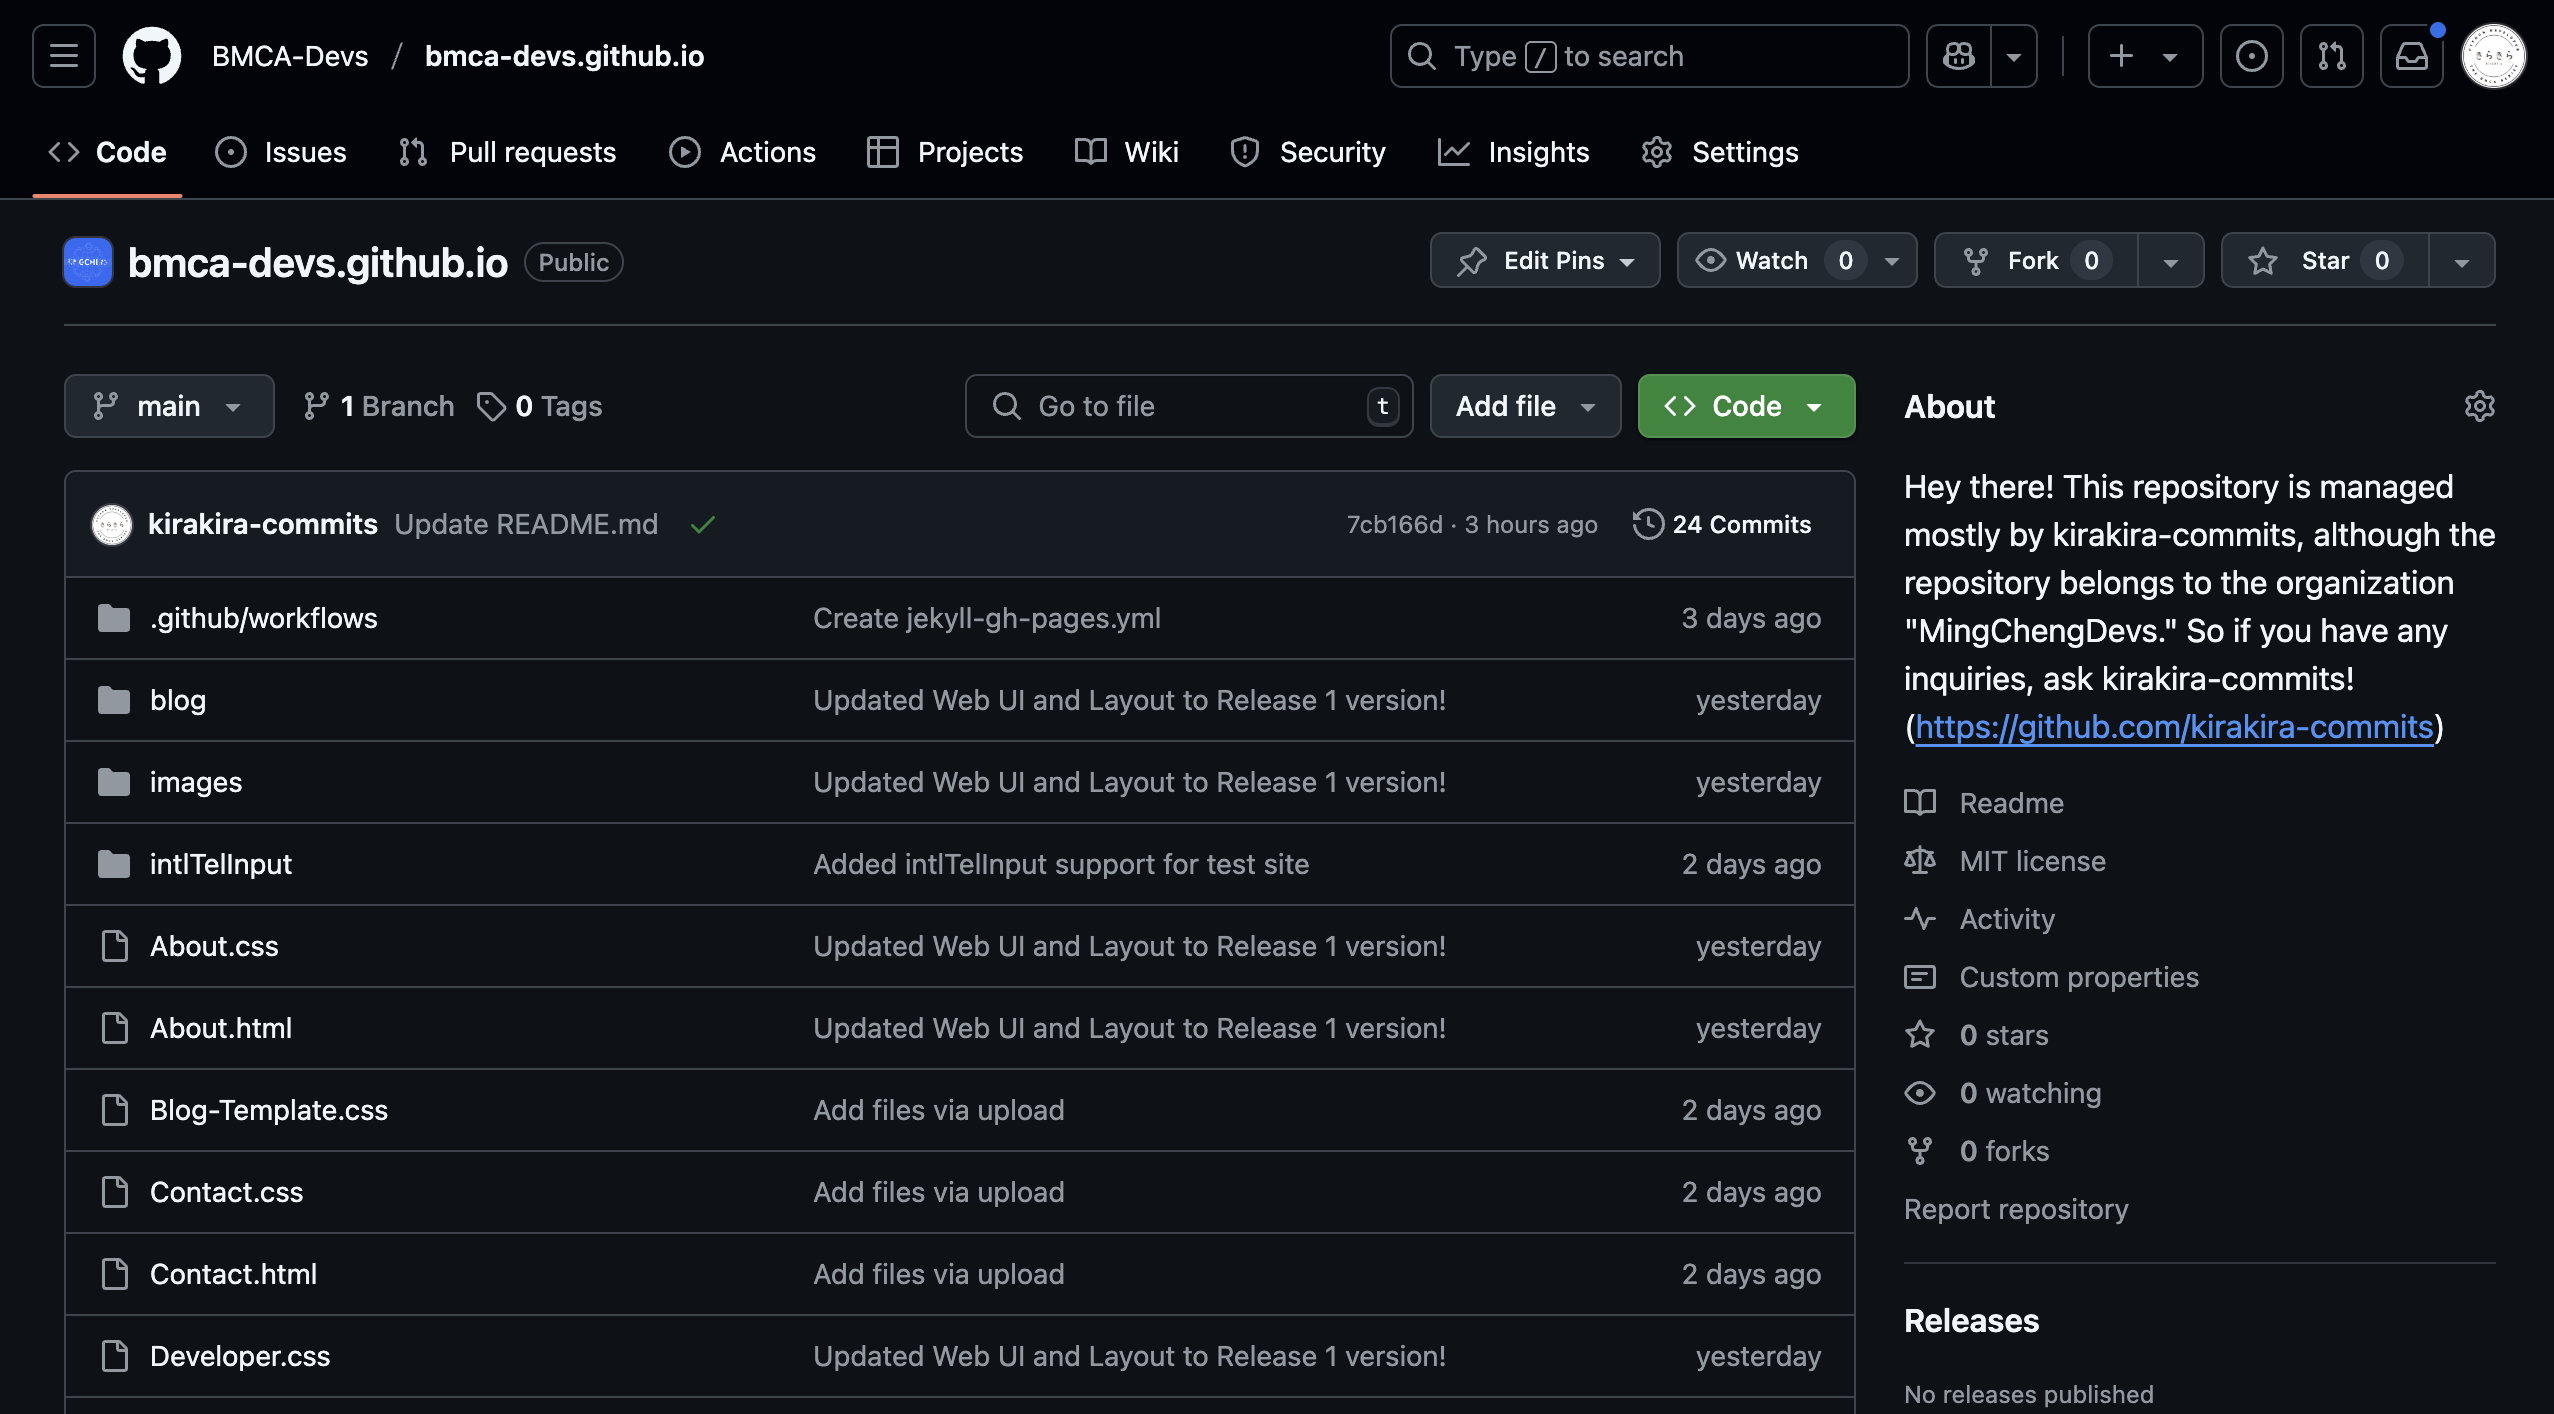 BMCA-Devs / bmca-devs.github.io
Type / to search
Code Issues Pull requests Actions Projects Wiki Security Insights Settings
bmca-devs.github.io Public
Edit Pins Watch 0 Fork 0 Star 0
main 1 Branch 0 Tags
Go to file t Add file Code
kirakira-commits Update README.md 7cb166d · 3 hours ago 24 Commits
.github/workflows Create jekyll-gh-pages.yml 3 days ago
blog Updated Web UI and Layout to Release 1 version! yesterday
images Updated Web UI and Layout to Release 1 version! yesterday
intlTelInput Added intlTelInput support for test site 2 days ago
About.css Updated Web UI and Layout to Release 1 version! yesterday
About.html Updated Web UI and Layout to Release 1 version! yesterday
Blog-Template.css Add files via upload 2 days ago
Contact.css Add files via upload 2 days ago
Contact.html Add files via upload 2 days ago
Developer.css Updated Web UI and Layout to Release 1 version! yesterday
About
Hey there! This repository is managed
mostly by kirakira-commits, although the
repository belongs to the organization
"MingChengDevs." So if you have any
inquiries, ask kirakira-commits!
(https://github.com/kirakira-commits)
Readme
MIT license
Activity
Custom properties
0 stars
0 watching
0 forks
Report repository
Releases
No releases published